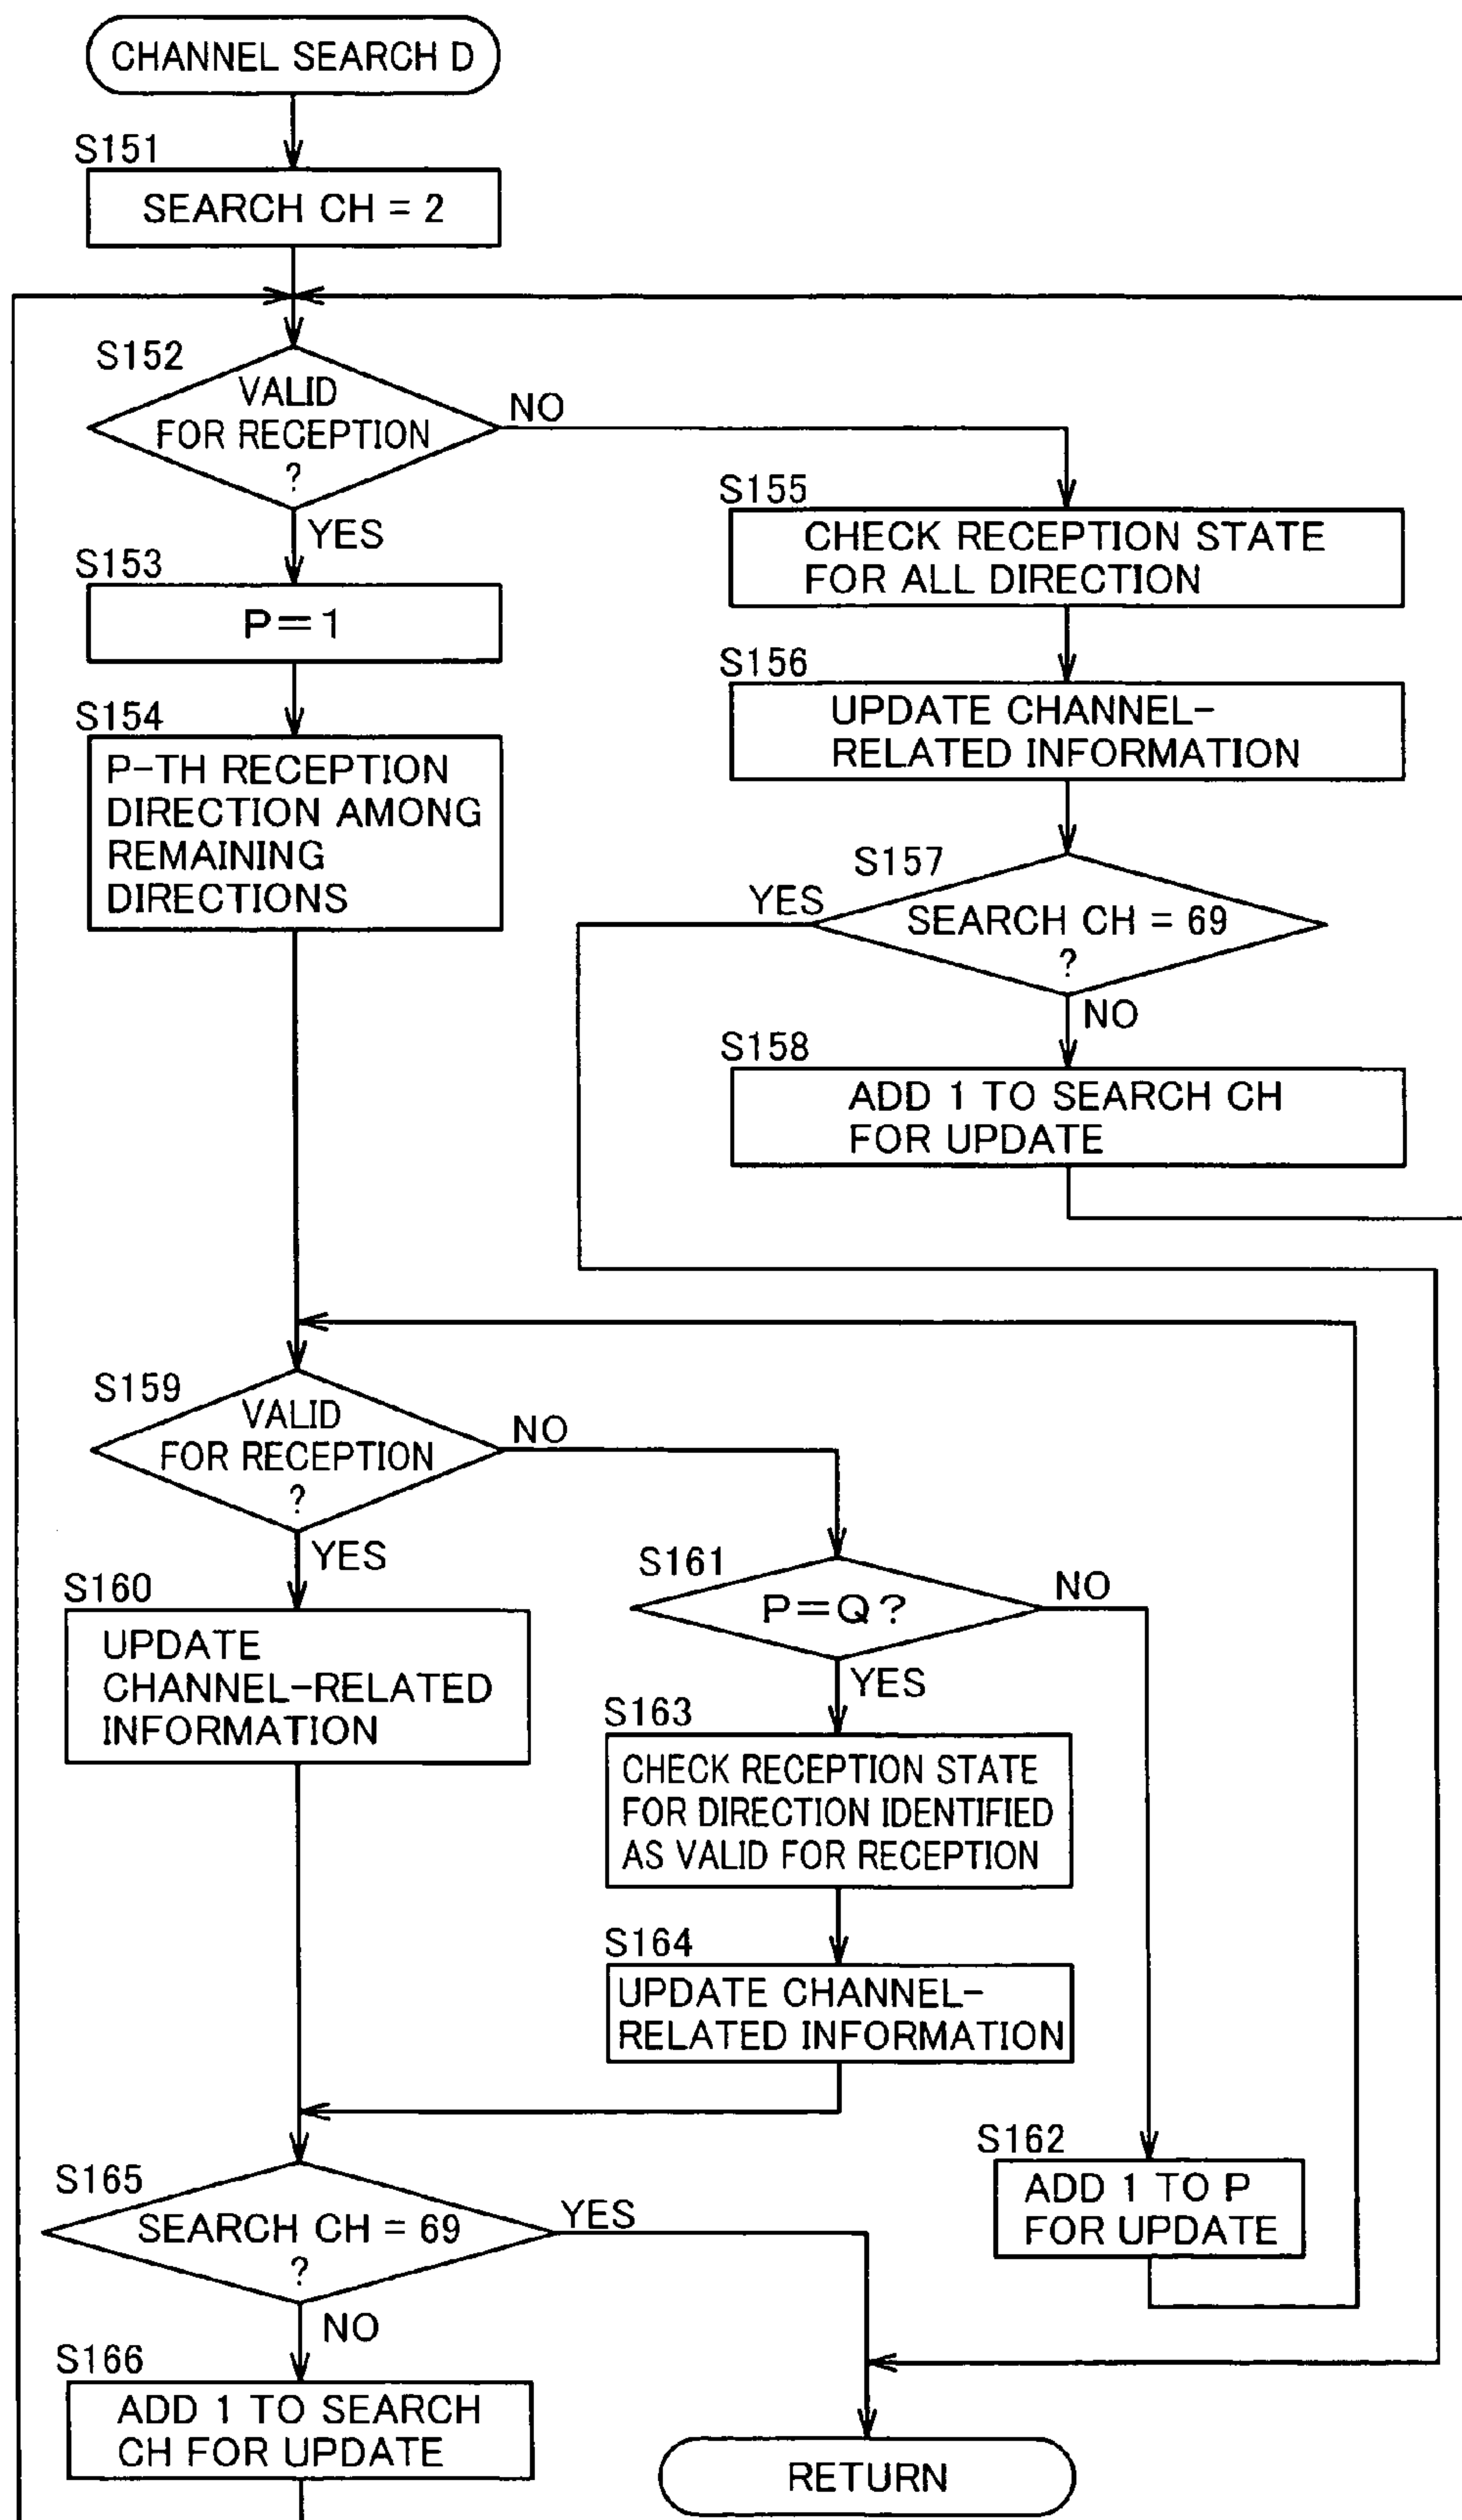 CHANNEL SEARCH D
S151
SEARCH CH = 2
S152
VALID
FOR RECEPTION
?
NO
YES
S153
P=1
S154
P-TH RECEPTION
DIRECTION AMONG
REMAINING
DIRECTIONS
S155
CHECK RECEPTION STATE
FOR ALL DIRECTION
S156
UPDATE CHANNEL-
RELATED INFORMATION
S157
YES
SEARCH CH = 69
?
NO
S158
ADD 1 TO SEARCH CH
FOR UPDATE
S159
VALID
FOR RECEPTION
?
NO
YES
S160
UPDATE
CHANNEL-RELATED
INFORMATION
S161
P=Q?
NO
YES
S163
CHECK RECEPTION STATE
FOR DIRECTION IDENTIFIED
AS VALID FOR RECEPTION
S164
UPDATE CHANNEL-
RELATED INFORMATION
S162
ADD 1 TO P
FOR UPDATE
S165
SEARCH CH = 69
?
YES
NO
S166
ADD 1 TO SEARCH
CH FOR UPDATE
RETURN